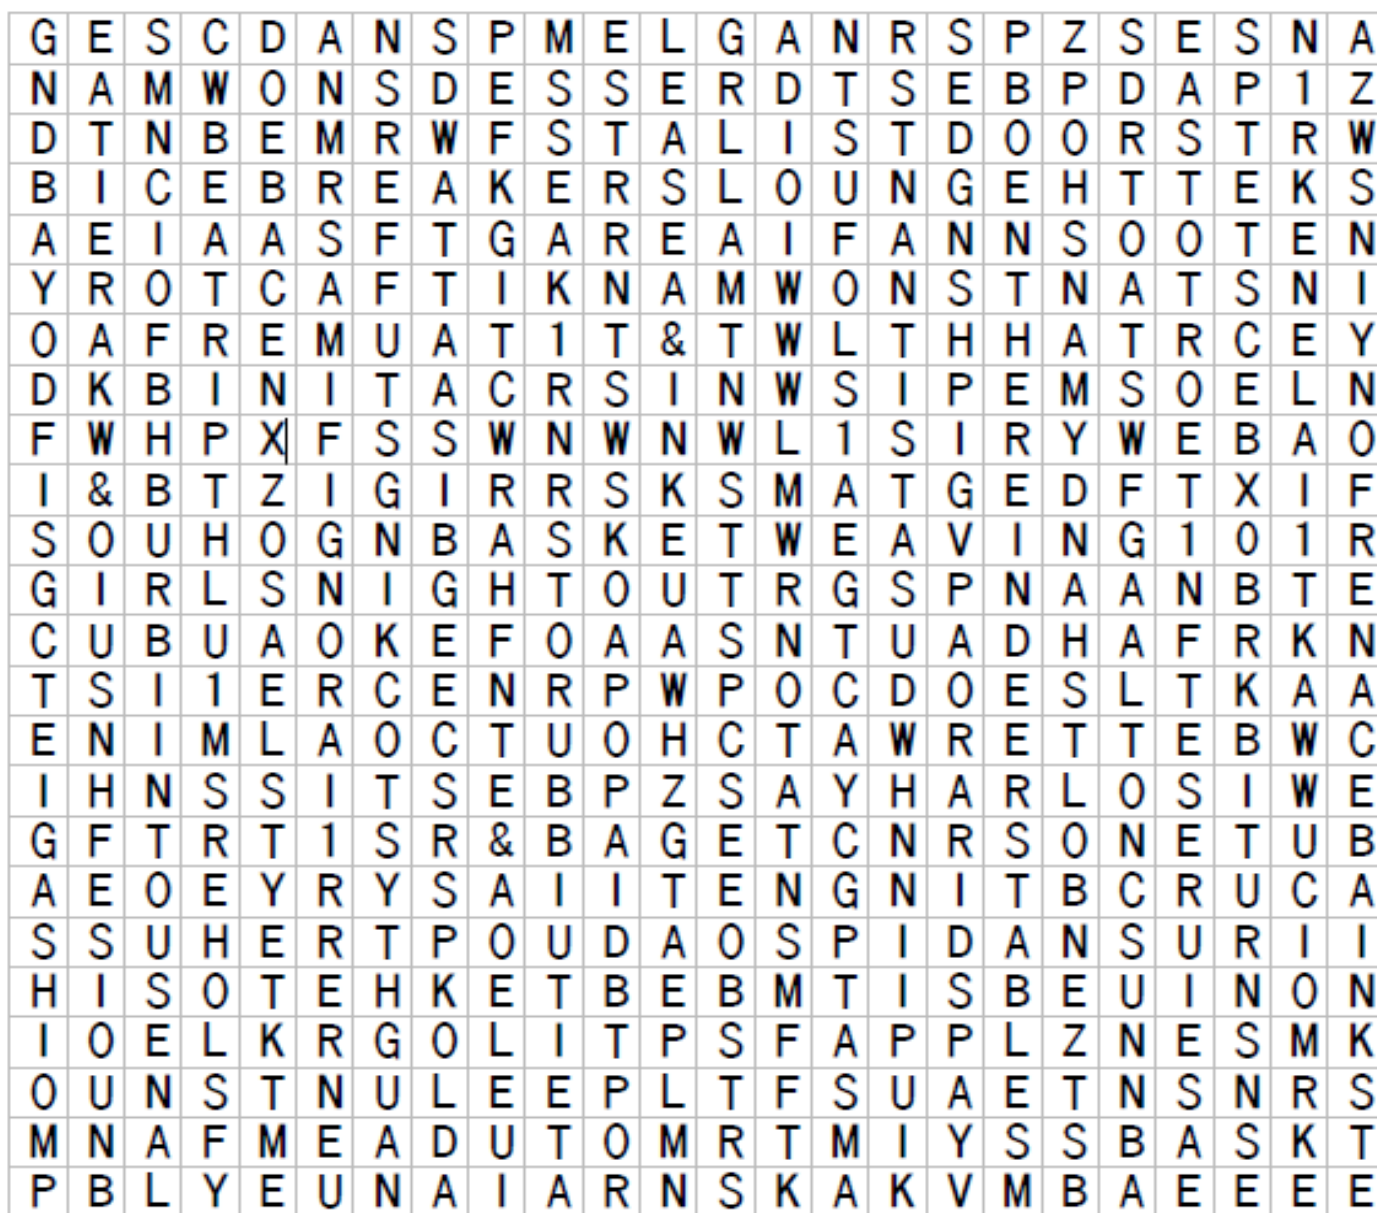 G E S C D A N S P M E L G A N R S P Z S E S N A
N A M W O N S D E S S E R D T S E B P D A P 1 Z
D T N B E M R W F S T A L I S T D O O R S T R W
B I C E B R E A K E R S L O U N G E H T T E K S
A E I A A S F T G A R E A I F A N N S O O T E N
Y R O T C A F T I K N A M W O N S T N A T S N I
O A F R E M U A T 1 T & T W L T H H A T R C E Y
D K B I N I T A C R S I N W S I P E M S O E L N
F W H P X F S S W N W N W L 1 S I R Y W E B A O
I & B T Z I G I R R S K S M A T G E D F T X I F
S O U H O G N B A S K E T W E A V I N G 1 0 1 R
G I R L S N I G H T O U T R G S P N A A N B T E
C U B U A O K E F O A A S N T U A D H A F R K N
T S I 1 E R C E N R P W P O C D O E S L T K A A
E N I M L A O C T U O H C T A W R E T T E B W C
I H N S S I T S E B P Z S A Y H A R L O S I W E
G F T R T 1 S R & B A G E T C N R S O N E T U B
A E O E Y R Y S A I I T E N G N I T B C R U C A
S S U H E R T P O U D A O S P I D A N S U R I I
H I S O T E H K E T B E B M T I S B E U I N O N
I O E L K R G O L I T P S F A P P L Z N E S M K
O U N S T N U L E E P L T F S U A E T N S N R S
M N A F M E A D U T O M R T M I Y S S B A S K T
P B L Y E U N A I A R N S K A K V M B A E E E E